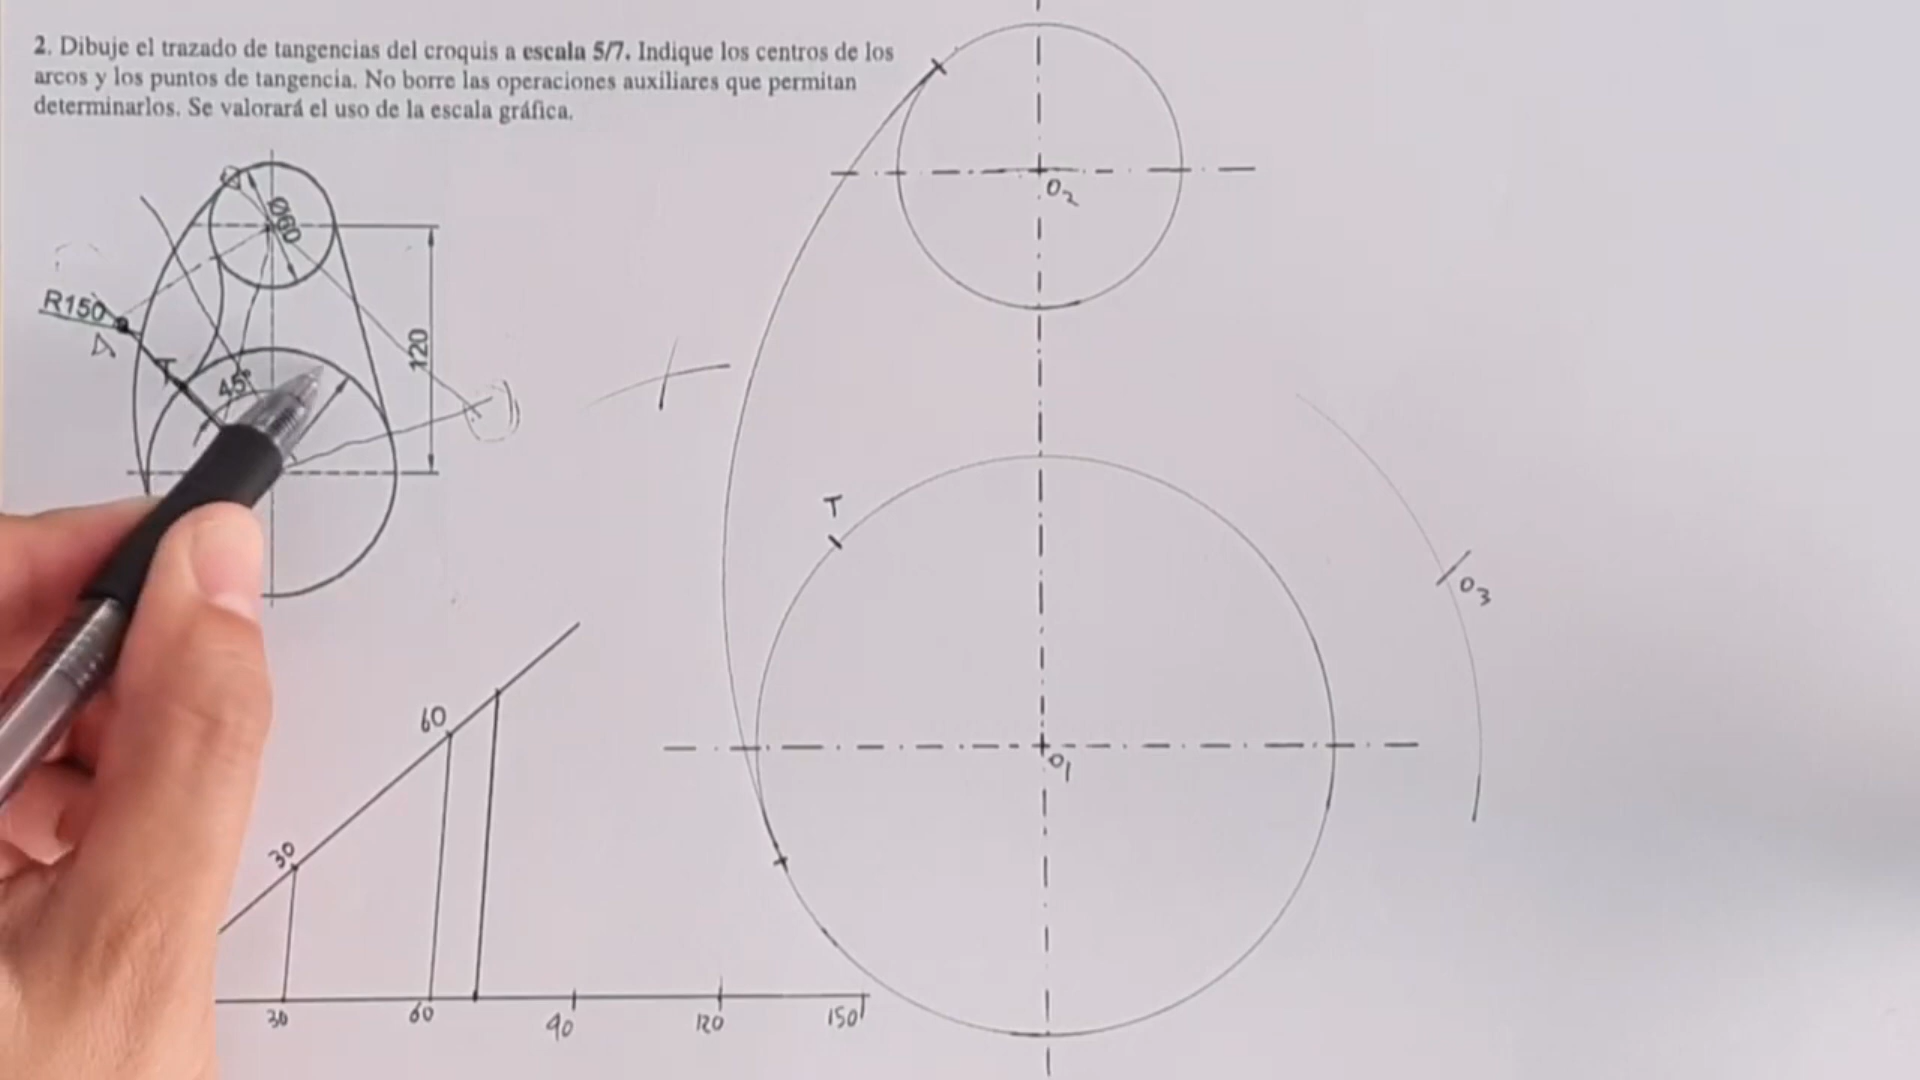 2. Dibuje el trazado de tangencias del croquis a escala 5/7. Indique los centros de los
arcos y los puntos de tangencia. No borre las operaciones auxiliares que permitan
determinarlos. Se valorará el uso de la escala gráfica.
Ø60
R150
A
T
45°
120
O2
T
O3
O1
60
30
30
60
90
120
150